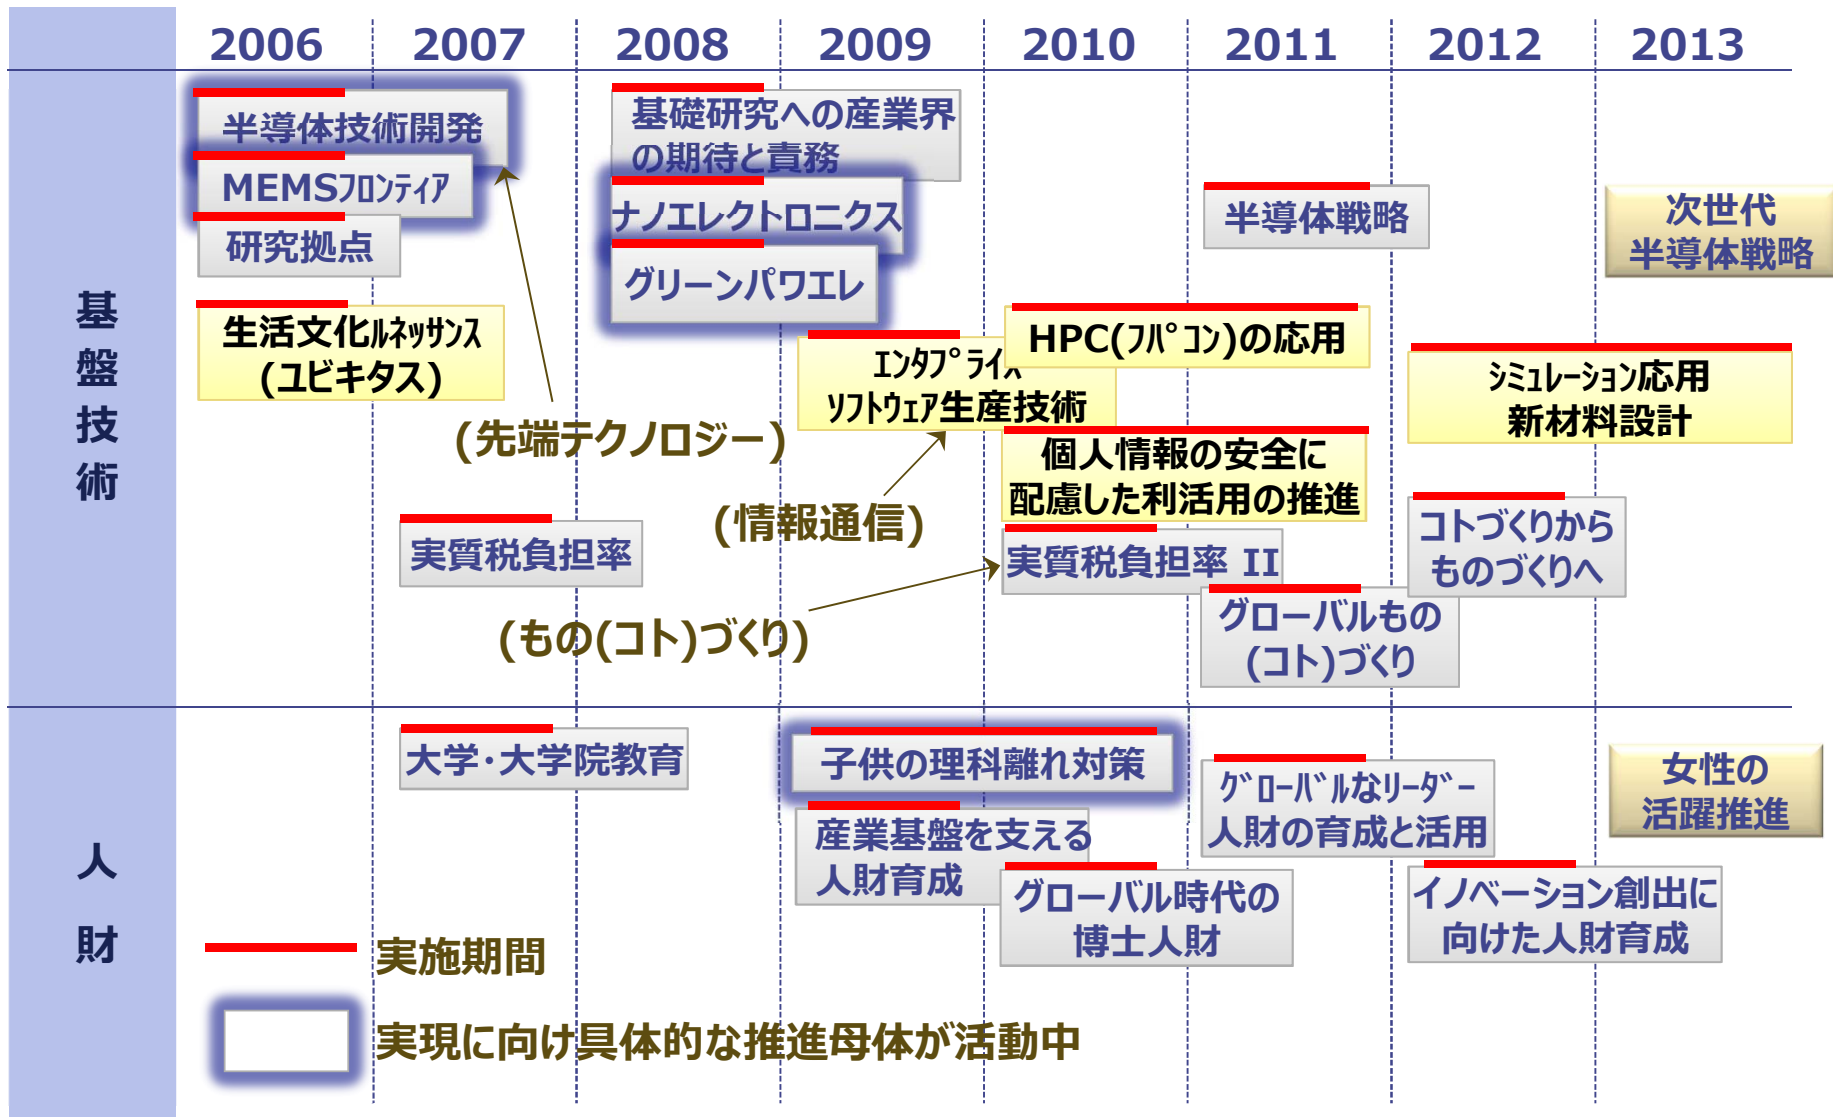 2006 2007 2008 2009 2010 2011 2012 2013
基盤技術
半導体技術開発
MEMSフロンティア
研究拠点
生活文化ルネッサンス
(ユビキタス)
(先端テクノロジー)
実質税負担率
基礎研究への産業界
の期待と責務
ナノエレクトロニクス
グリーンパワエレ
エンタプライズ
ソフトウェア生産技術
(情報通信)
HPC(スパコン)の応用
個人情報の安全に
配慮した利活用の推進
実質税負担率 II
(もの(コト)づくり)
半導体戦略
グローバルもの
(コト)づくり
シミュレーション応用
新材料設計
コトづくりから
ものづくりへ
次世代
半導体戦略
人財
大学・大学院教育
子供の理科離れ対策
産業基盤を支える
人財育成
グローバル時代の
博士人財
グローバルなリーダー
人財の育成と活用
イノベーション創出に
向けた人財育成
女性の
活躍推進
実施期間
実現に向け具体的な推進母体が活動中